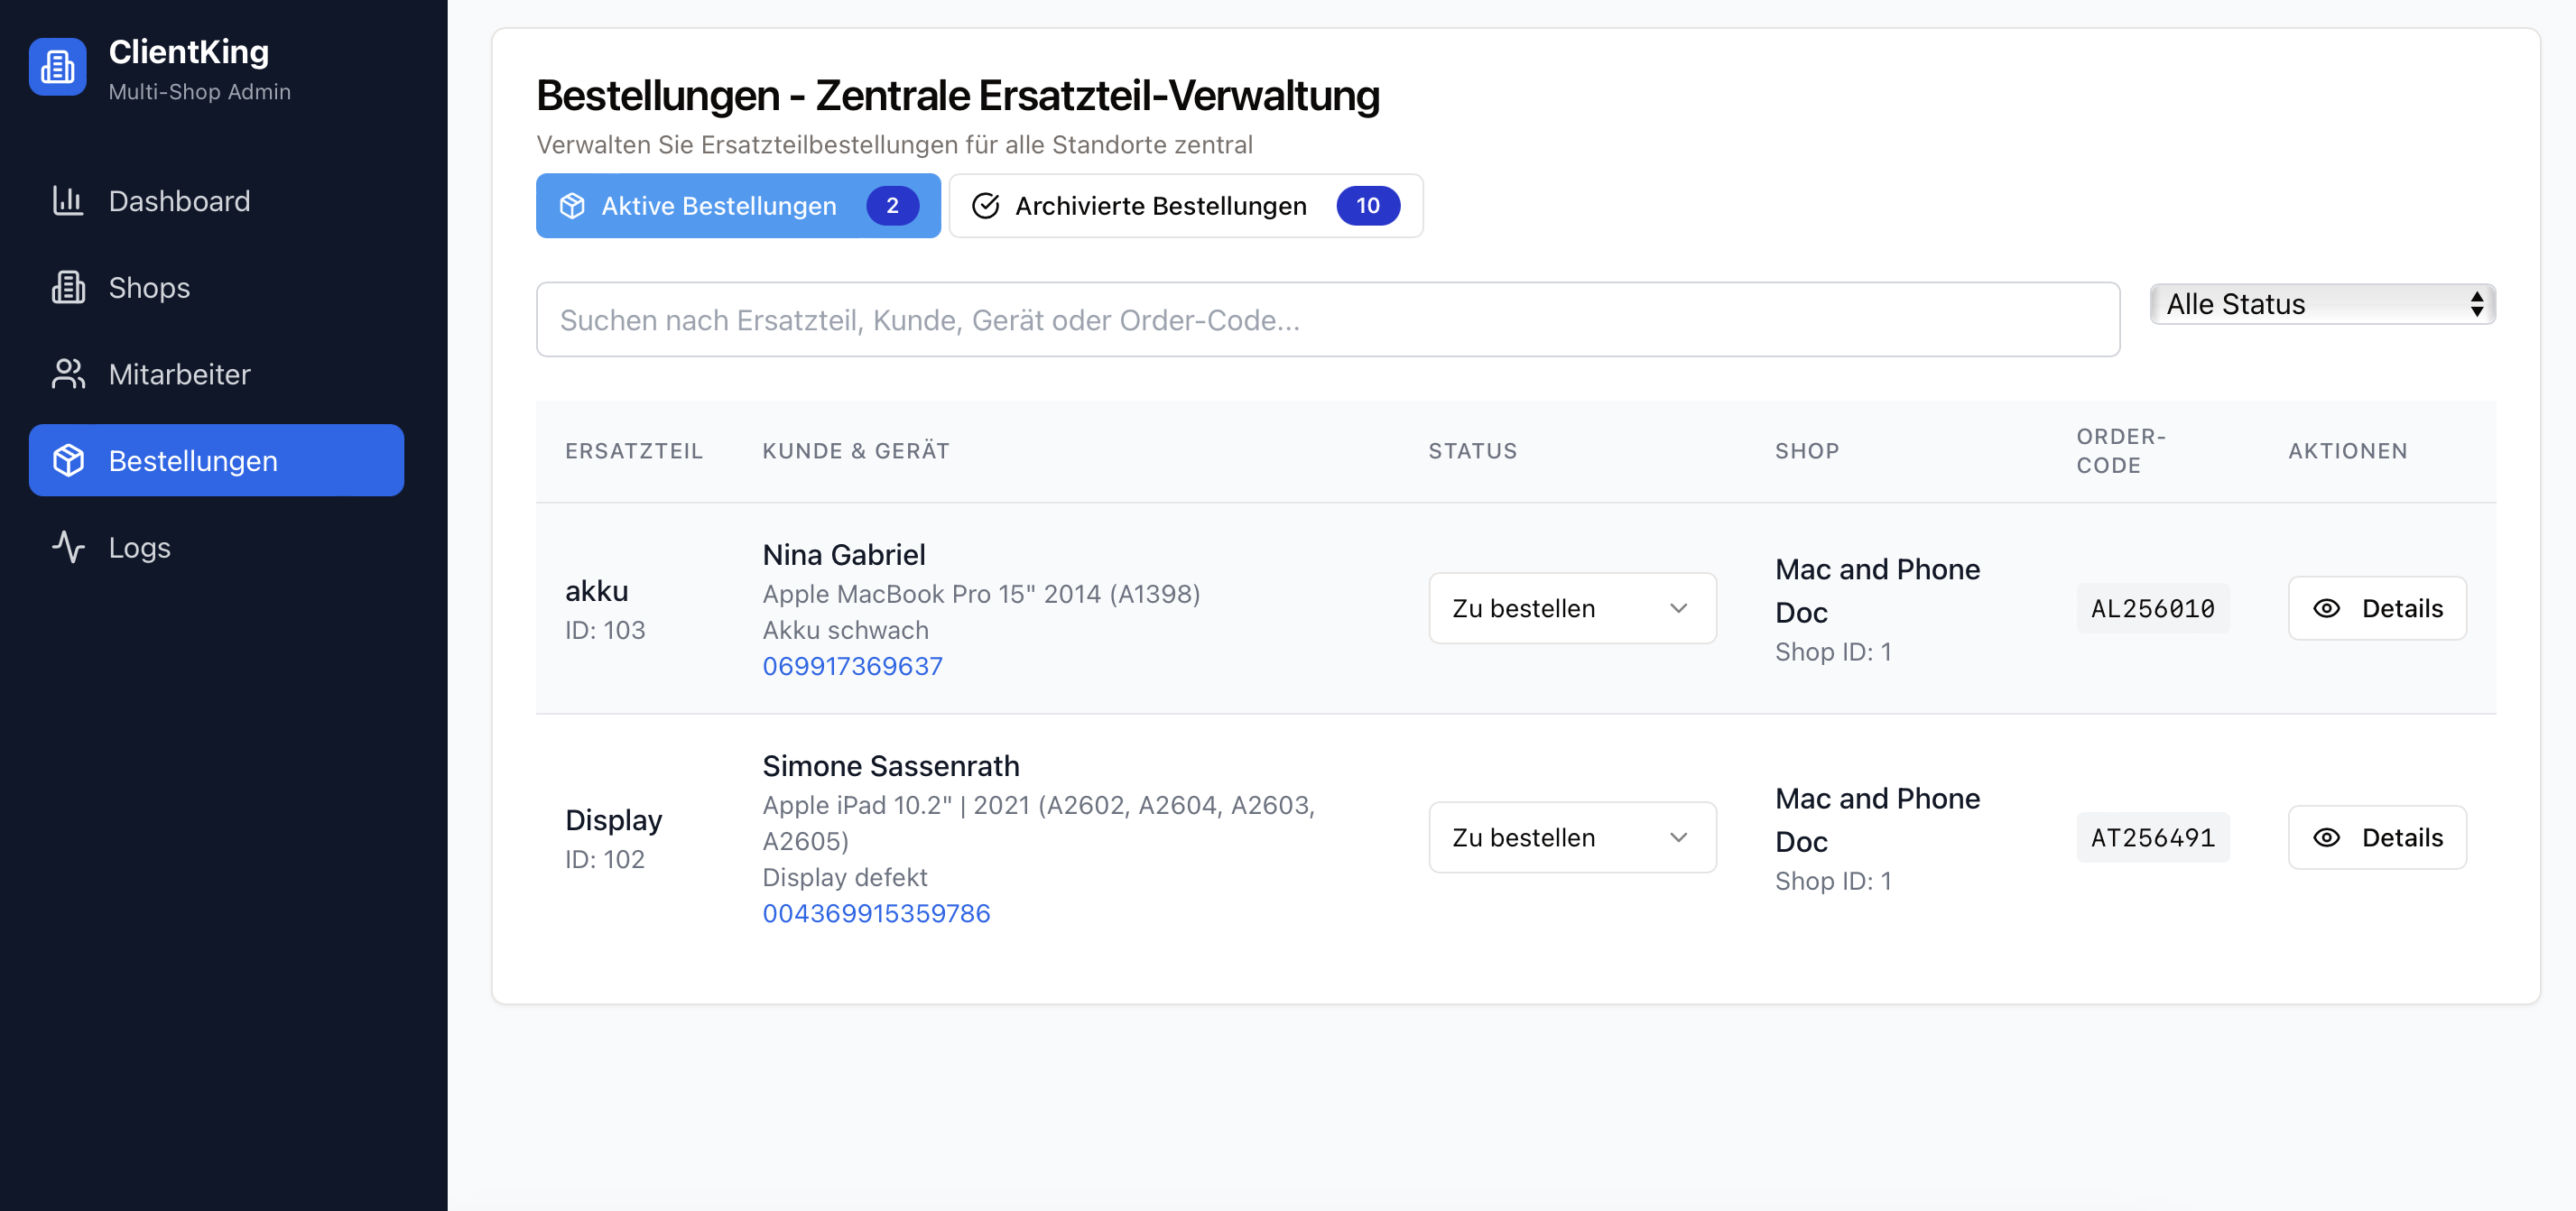 ClientKing
Multi-Shop Admin
Dashboard
Shops
Mitarbeiter
Bestellungen
Logs
Bestellungen - Zentrale Ersatzteil-Verwaltung
Verwalten Sie Ersatzteilbestellungen für alle Standorte zentral
Aktive Bestellungen 2
Archivierte Bestellungen 10
Suchen nach Ersatzteil, Kunde, Gerät oder Order-Code...
Alle Status
ERSATZTEIL
KUNDE & GERÄT
STATUS
SHOP
ORDER-
CODE
AKTIONEN
akku
ID: 103
Nina Gabriel
Apple MacBook Pro 15" 2014 (A1398)
Akku schwach
069917369637
Zu bestellen
Mac and Phone
Doc
Shop ID: 1
AL256010
Details
Display
ID: 102
Simone Sassenrath
Apple iPad 10.2" | 2021 (A2602, A2604, A2603,
A2605)
Display defekt
004369915359786
Zu bestellen
Mac and Phone
Doc
Shop ID: 1
AT256491
Details